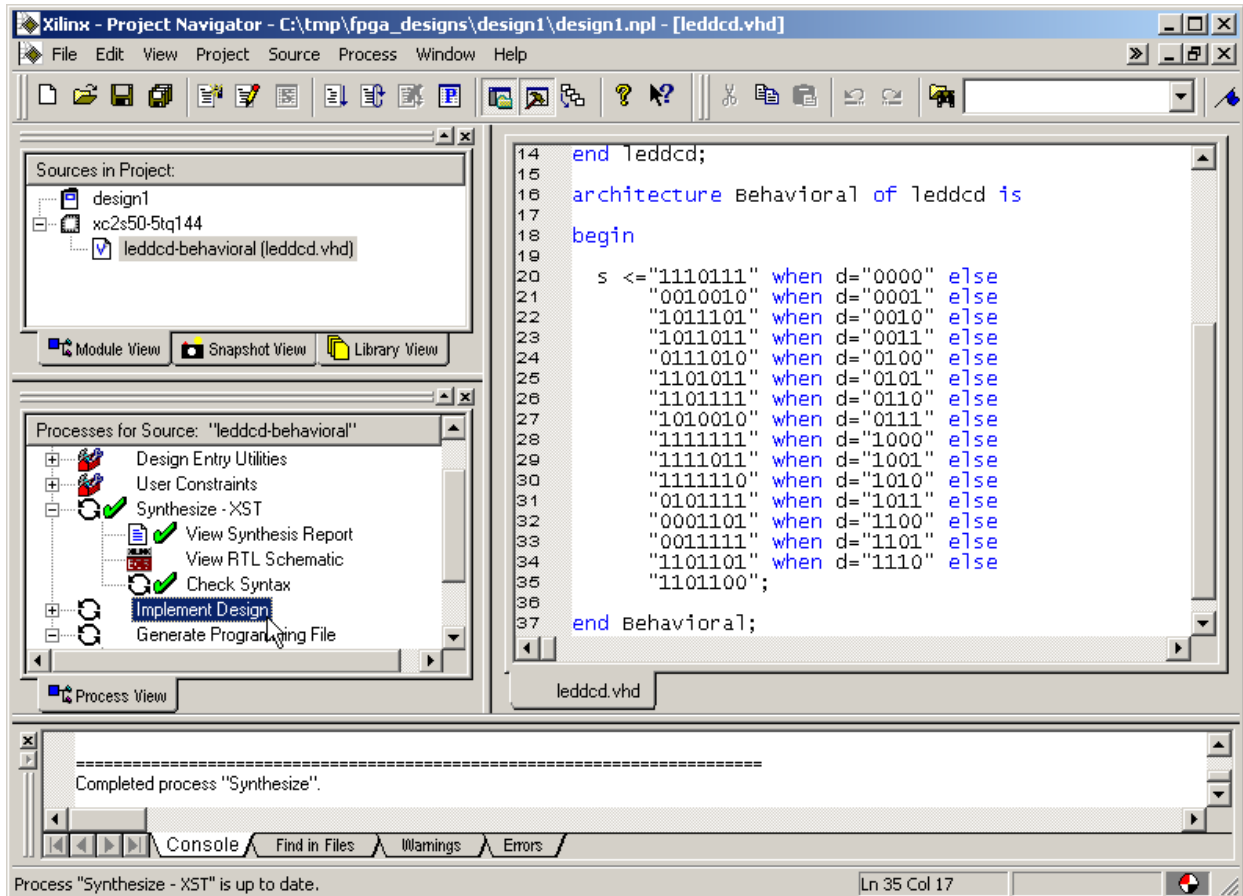 Xilinx - Project Navigator - C:\tmp\fpga_designs\design1\design1.npl - [leddcd.vhd]
File Edit View Project Source Process Window Help
Sources in Project:
design1
xc2s50-5tq144
leddcd-behavioral (leddcd.vhd)
Module View Snapshot View Library View
Processes for Source: "leddcd-behavioral"
Design Entry Utilities
User Constraints
Synthesize - XST
View Synthesis Report
View RTL Schematic
Check Syntax
Implement Design
Generate Programming File
Process View
14 end leddcd;
15
16 architecture Behavioral of leddcd is
17
18 begin
19
20 s <="1110111" when d="0000" else
21 "0010010" when d="0001" else
22 "1011101" when d="0010" else
23 "1011011" when d="0011" else
24 "0111010" when d="0100" else
25 "1101011" when d="0101" else
26 "1101111" when d="0110" else
27 "1010010" when d="0111" else
28 "1111111" when d="1000" else
29 "1111011" when d="1001" else
30 "1111110" when d="1010" else
31 "0101111" when d="1011" else
32 "0001101" when d="1100" else
33 "0011111" when d="1101" else
34 "1101101" when d="1110" else
35 "1101100";
36
37 end Behavioral;
leddcd.vhd
=========================================================================
Completed process "Synthesize".
Console Find in Files Warnings Errors
Process "Synthesize - XST" is up to date.
Ln 35 Col 17